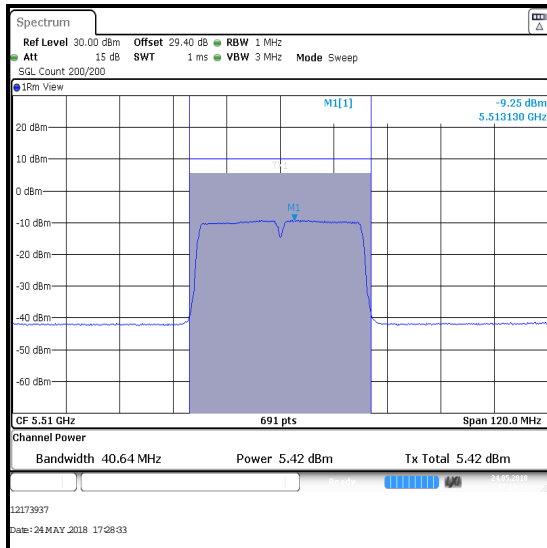 Spectrum
Ref Level 30.00 dBm Offset 29.40 dB RBW 1 MHz
Att 15 dB SWT 1 ms VBW 3 MHz Mode Sweep
SGL Count 200/200
1Rm View
M1[1] -9.25 dBm
5.513130 GHz
20 dBm
10 dBm
0 dBm
M1
-10 dBm
-20 dBm
-30 dBm
-40 dBm
-50 dBm
-60 dBm
CF 5.51 GHz 691 pts Span 120.0 MHz
Channel Power
Bandwidth 40.64 MHz Power 5.42 dBm Tx Total 5.42 dBm
Ready 24.05.2018
12173937
Date: 24.MAY.2018 17:28:33